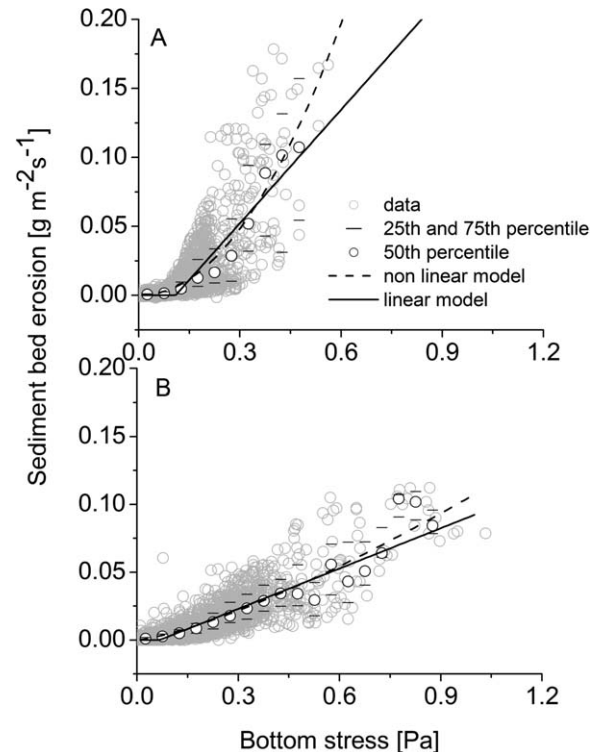 A
0.20
0.15
0.10
0.05
0.00
data
25th and 75th percentile
50th percentile
non linear model
linear model
0.0 0.3 0.6 0.9 1.2
Sediment bed erosion [g m⁻²s⁻¹]
B
0.20
0.15
0.10
0.05
0.00
0.0 0.3 0.6 0.9 1.2
Bottom stress [Pa]